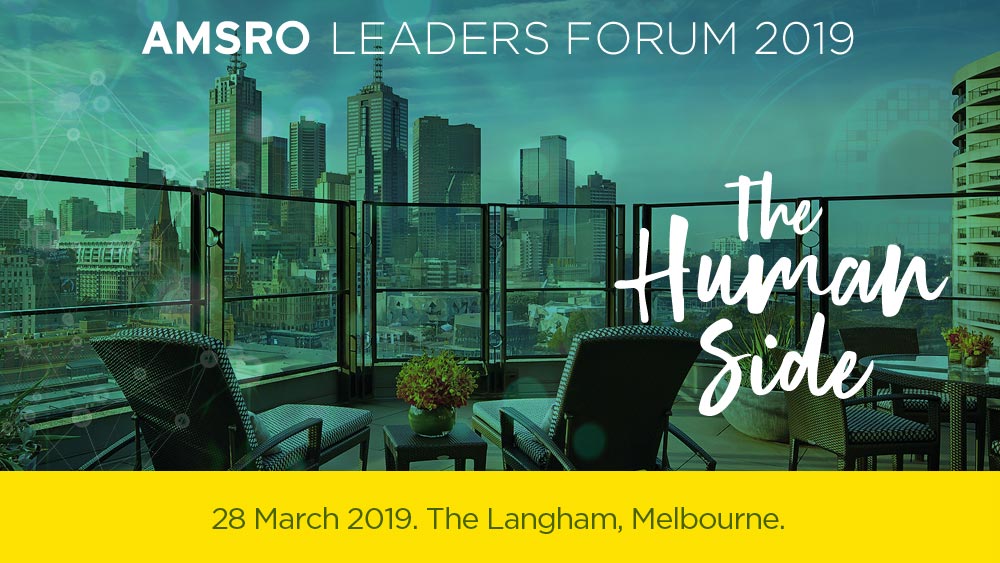 AMSRO LEADERS FORUM 2019
The
Human
Side
28 March 2019. The Langham, Melbourne.